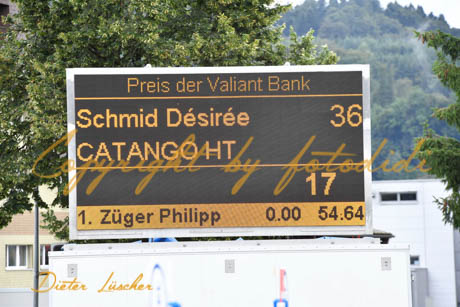 Preis der Valiant Bank
Schmid Désirée 36
CATANGO HT
Copyright by fotodidi
17
1. Züger Philipp 0.00 54.64
Dieter Lüscher